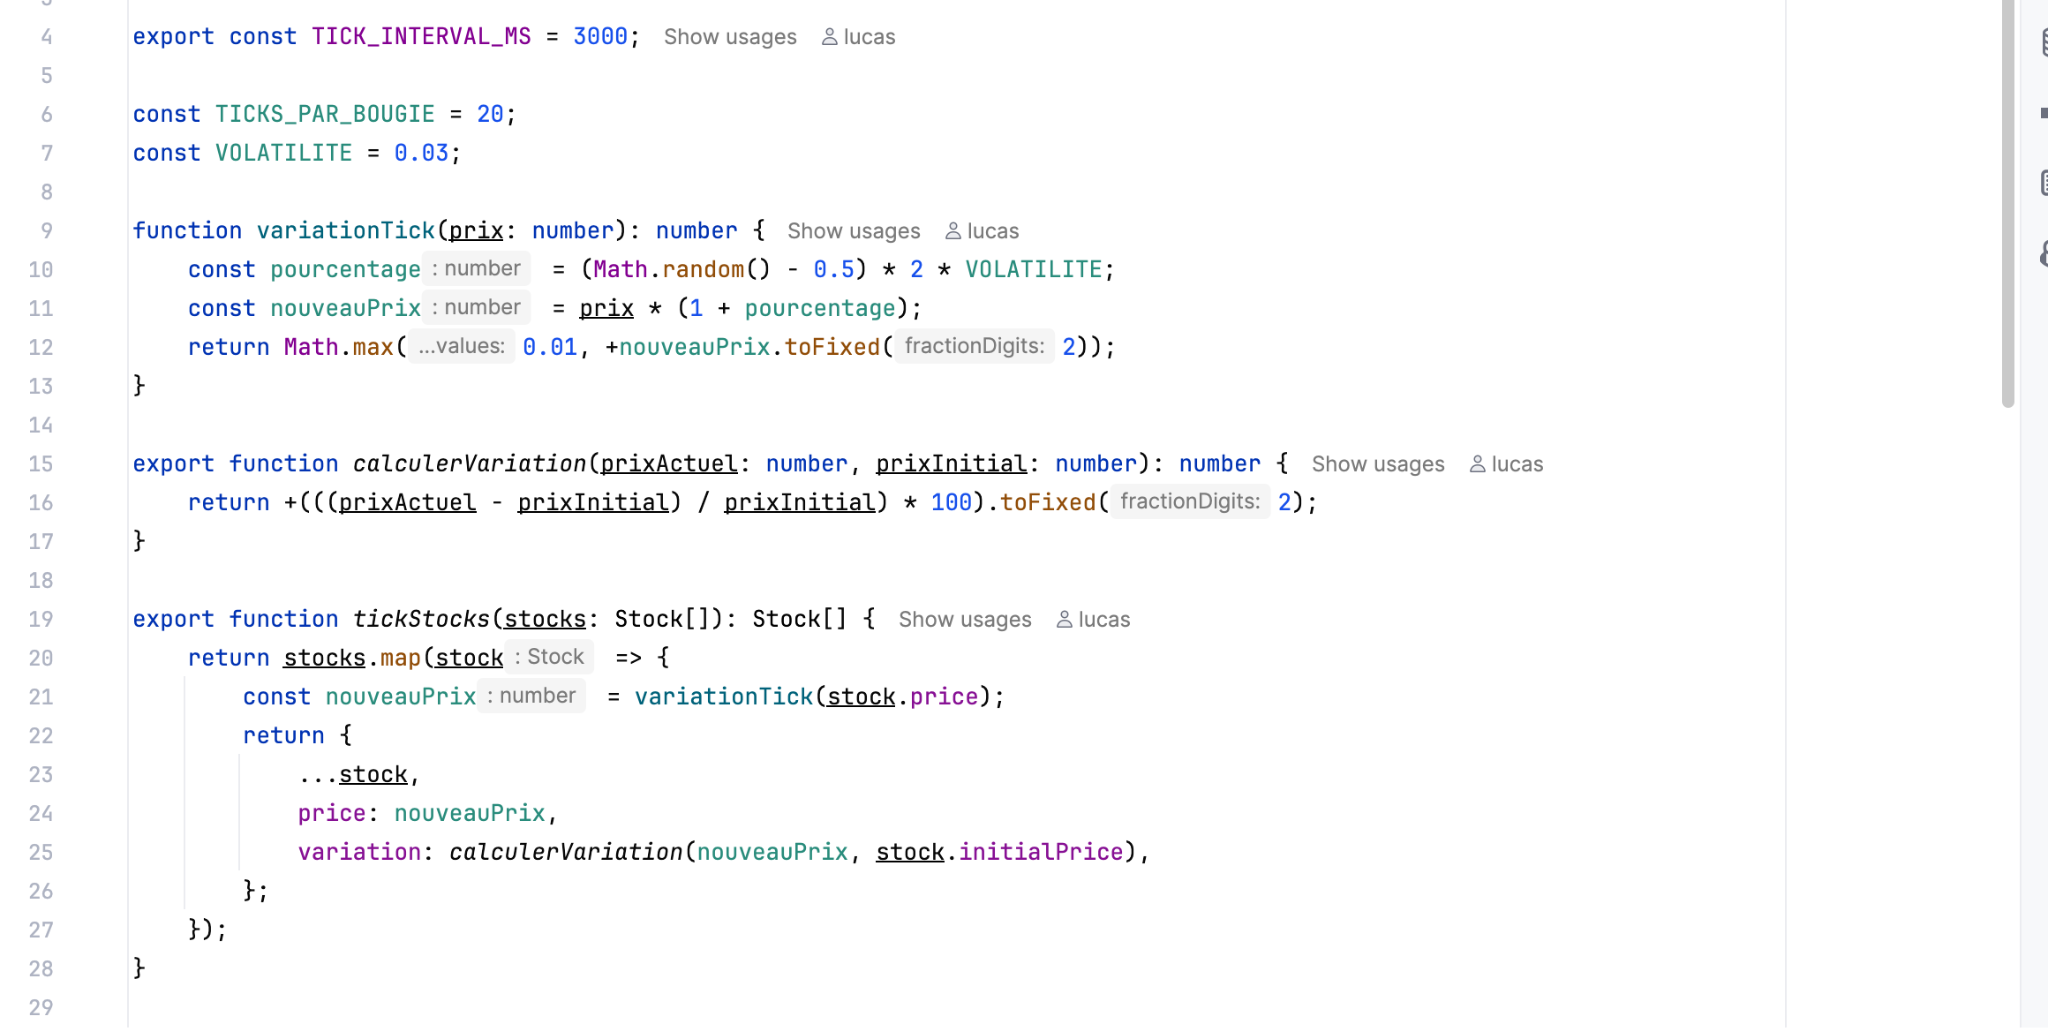 4 export const TICK_INTERVAL_MS = 3000; Show usages lucas
5
6 const TICKS_PAR_BOUGIE = 20;
7 const VOLATILITE = 0.03;
8
9 function variationTick(prix: number): number { Show usages lucas
10 const pourcentage : number = (Math.random() - 0.5) * 2 * VOLATILITE;
11 const nouveauPrix : number = prix * (1 + pourcentage);
12 return Math.max( ...values: 0.01, +nouveauPrix.toFixed( fractionDigits: 2));
13 }
14
15 export function calculerVariation(prixActuel: number, prixInitial: number): number { Show usages lucas
16 return +(((prixActuel - prixInitial) / prixInitial) * 100).toFixed( fractionDigits: 2);
17 }
18
19 export function tickStocks(stocks: Stock[]): Stock[] { Show usages lucas
20 return stocks.map(stock : Stock => {
21 const nouveauPrix : number = variationTick(stock.price);
22 return {
23 ...stock,
24 price: nouveauPrix,
25 variation: calculerVariation(nouveauPrix, stock.initialPrice),
26 };
27 });
28 }
29